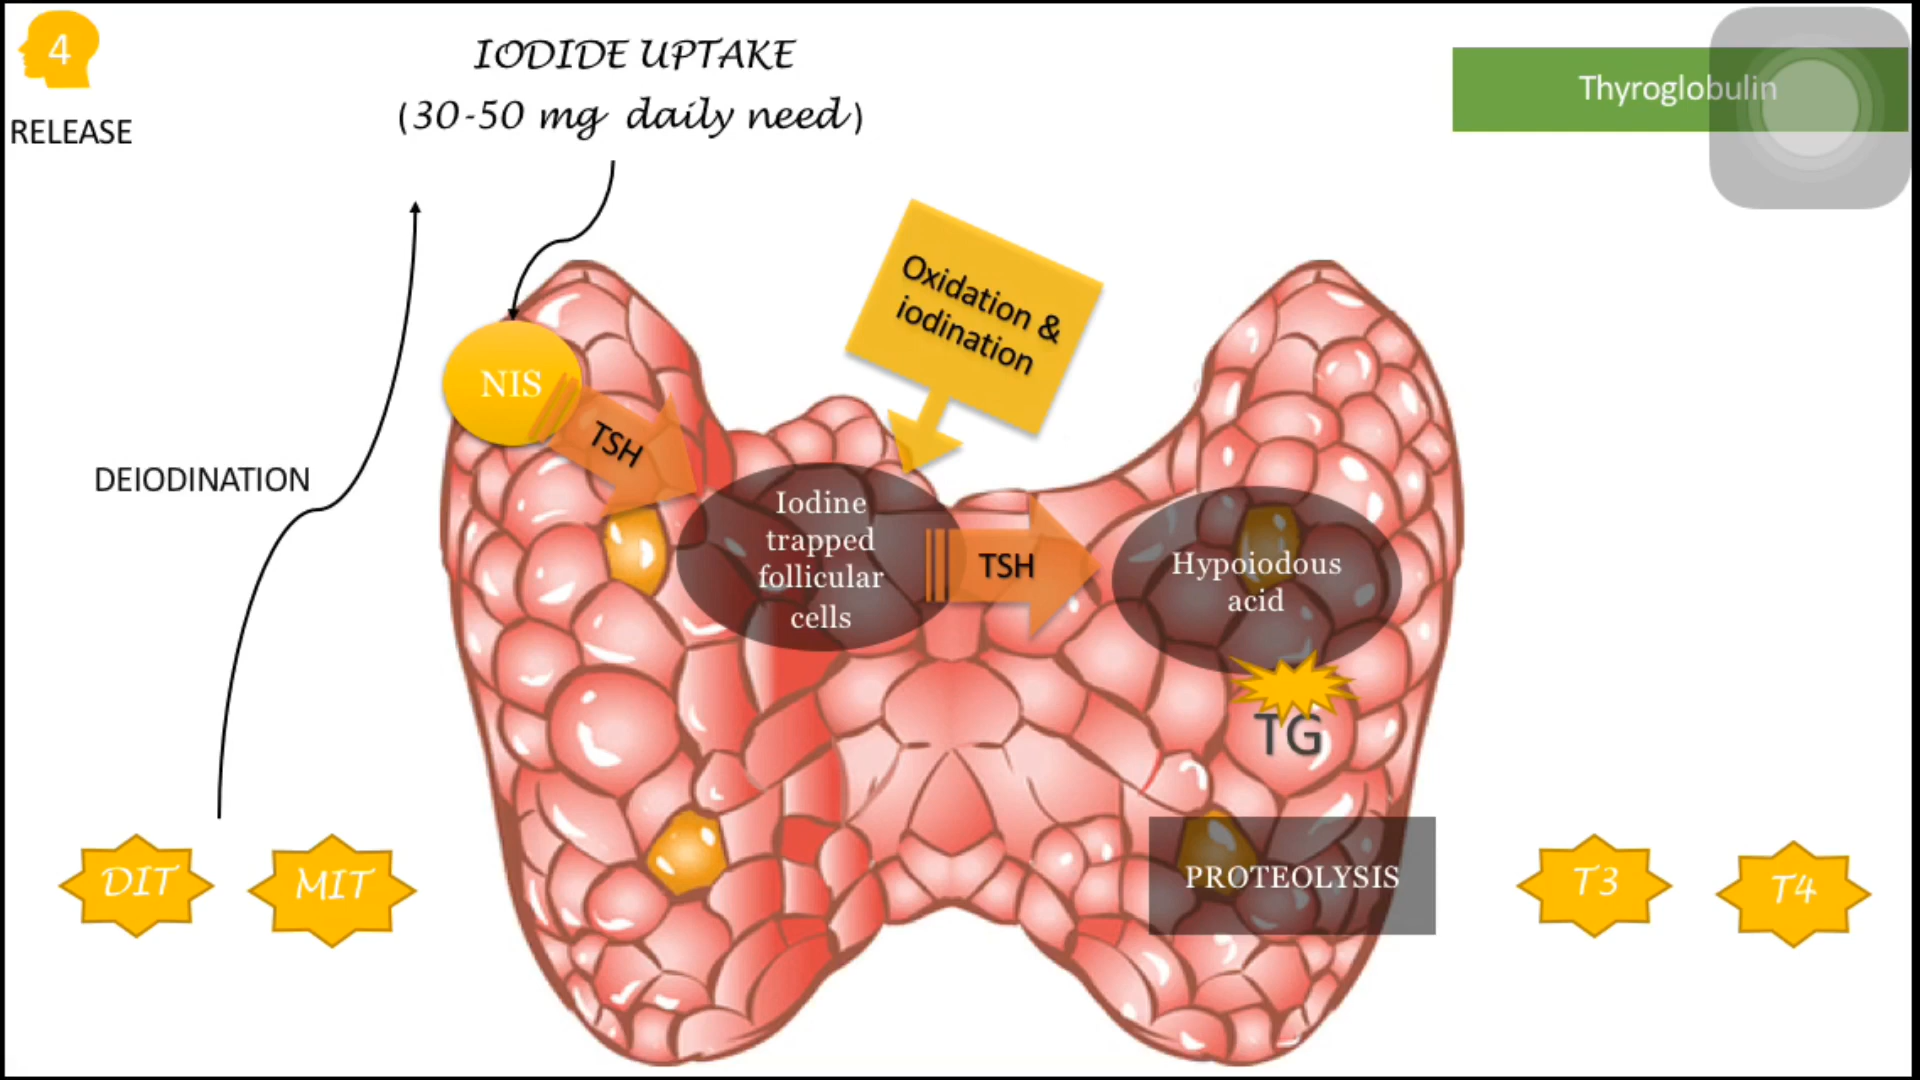 4
RELEASE
IODIDE UPTAKE
(30-50 mg daily need)
Thyroglobulin
Oxidation &
iodination
NIS
TSH
DEIODINATION
Iodine
trapped
follicular
cells
TSH
Hypoiodous
acid
TG
DIT
MIT
PROTEOLYSIS
T3
T4